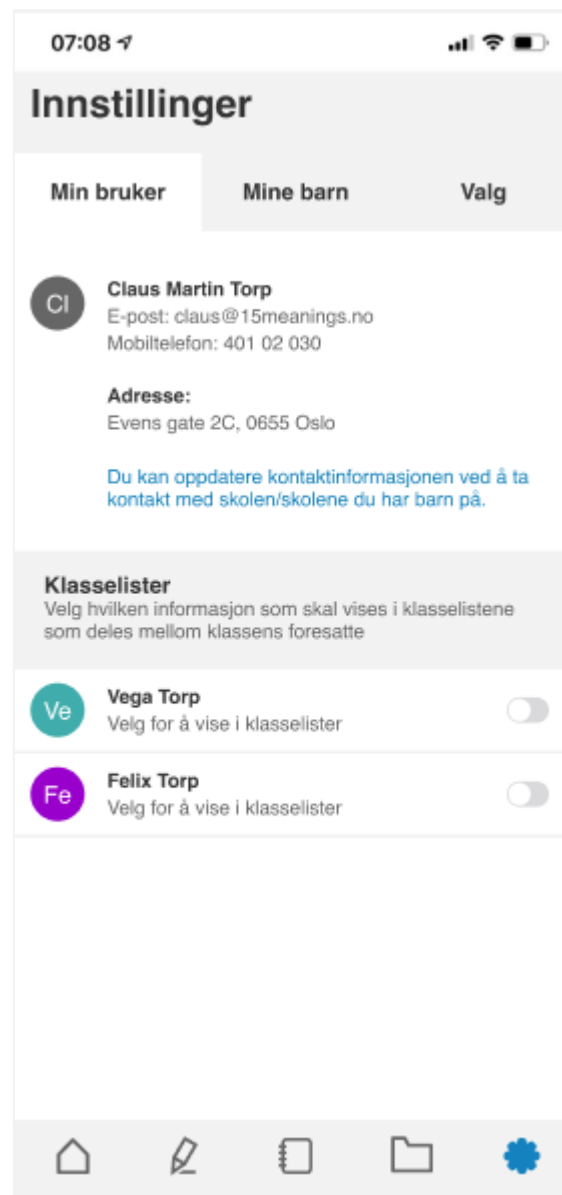 07:08
Innstillinger
Min bruker
Mine barn
Valg
Cl
Claus Martin Torp
E-post: claus@15meanings.no
Mobiltelefon: 401 02 030
Adresse:
Evens gate 2C, 0655 Oslo
Du kan oppdatere kontaktinformasjonen ved å ta
kontakt med skolen/skolene du har barn på.
Klasselister
Velg hvilken informasjon som skal vises i klasselistene
som deles mellom klassens foresatte
Ve
Vega Torp
Velg for å vise i klasselister
Fe
Felix Torp
Velg for å vise i klasselister